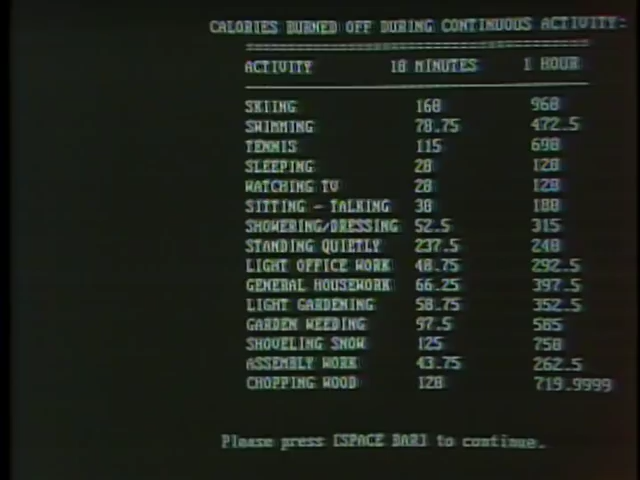 CALORIES BURNED OFF DURING CONTINUOUS ACTIVITY:
ACTIVITY 10 MINUTES 1 HOUR
SKIING 160 960
SWIMMING 78.75 472.5
TENNIS 115 690
SLEEPING 20 120
WATCHING TV 20 120
SITTING - TALKING 30 180
SHOWERING/DRESSING 52.5 315
STANDING QUIETLY 237.5 240
LIGHT OFFICE WORK 48.75 292.5
GENERAL HOUSEWORK 66.25 397.5
LIGHT GARDENING 58.75 352.5
GARDEN WEEDING 97.5 585
SHOVELING SNOW 125 750
ASSEMBLY WORK 43.75 262.5
CHOPPING WOOD 120 719.9999
Please press [SPACE BAR] to continue.